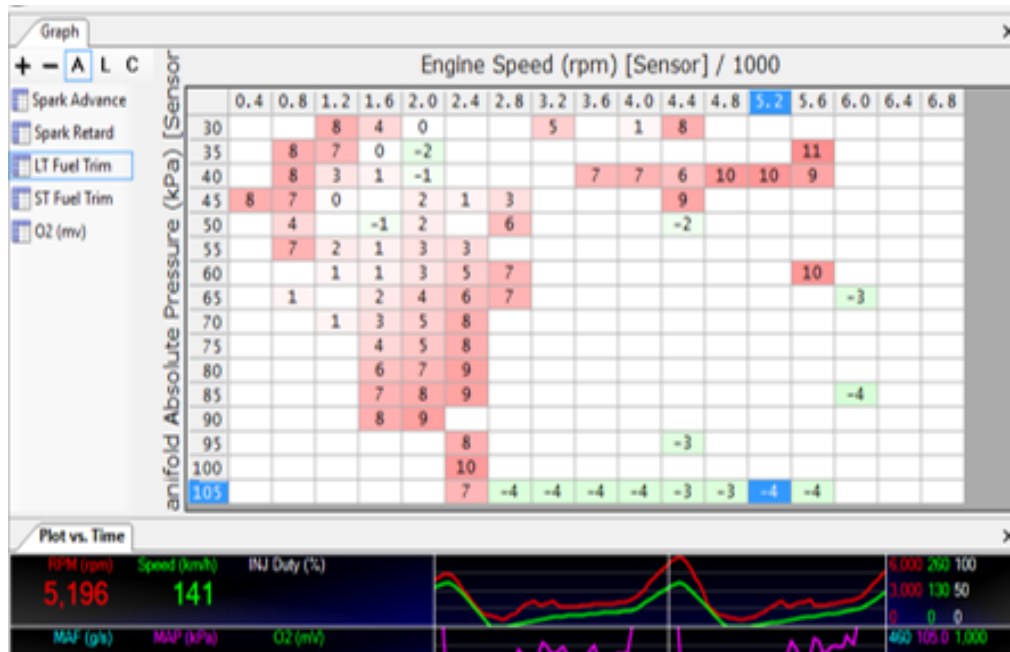 Graph
+ − A L C
Engine Speed (rpm) [Sensor] / 1000
anifold Absolute Pressure (kPa) [Sensor
Spark Advance
Spark Retard
LT Fuel Trim
ST Fuel Trim
O2 (mv)
0.4 0.8 1.2 1.6 2.0 2.4 2.8 3.2 3.6 4.0 4.4 4.8 5.2 5.6 6.0 6.4 6.8
30 8 4 0 5 1 8
35 8 7 0 -2 11
40 8 3 1 -1 7 7 6 10 10 9
45 8 7 0 2 1 3 9
50 4 -1 2 6 -2
55 7 2 1 3 3
60 1 1 3 5 7 10
65 1 2 4 6 7 -3
70 1 3 5 8
75 4 5 8
80 6 7 9
85 7 8 9 -4
90 8 9
95 8 -3
100 10
105 7 -4 -4 -4 -4 -3 -3 -4 -4
Plot vs. Time
RPM (rpm) Speed (km/h) INJ Duty (%)
5,196 141
6,000 260 100
3,000 130 50
0 0 0
MAF (g/s) MAP (kPa) O2 (mV)
460 105.0 1,000